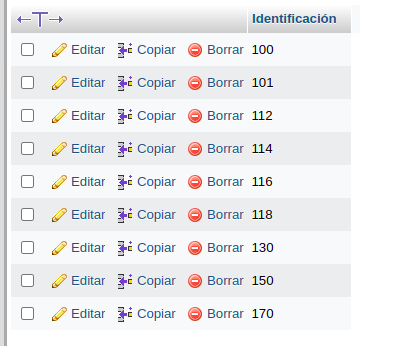 Identificación
Editar Copiar Borrar 100
Editar Copiar Borrar 101
Editar Copiar Borrar 112
Editar Copiar Borrar 114
Editar Copiar Borrar 116
Editar Copiar Borrar 118
Editar Copiar Borrar 130
Editar Copiar Borrar 150
Editar Copiar Borrar 170